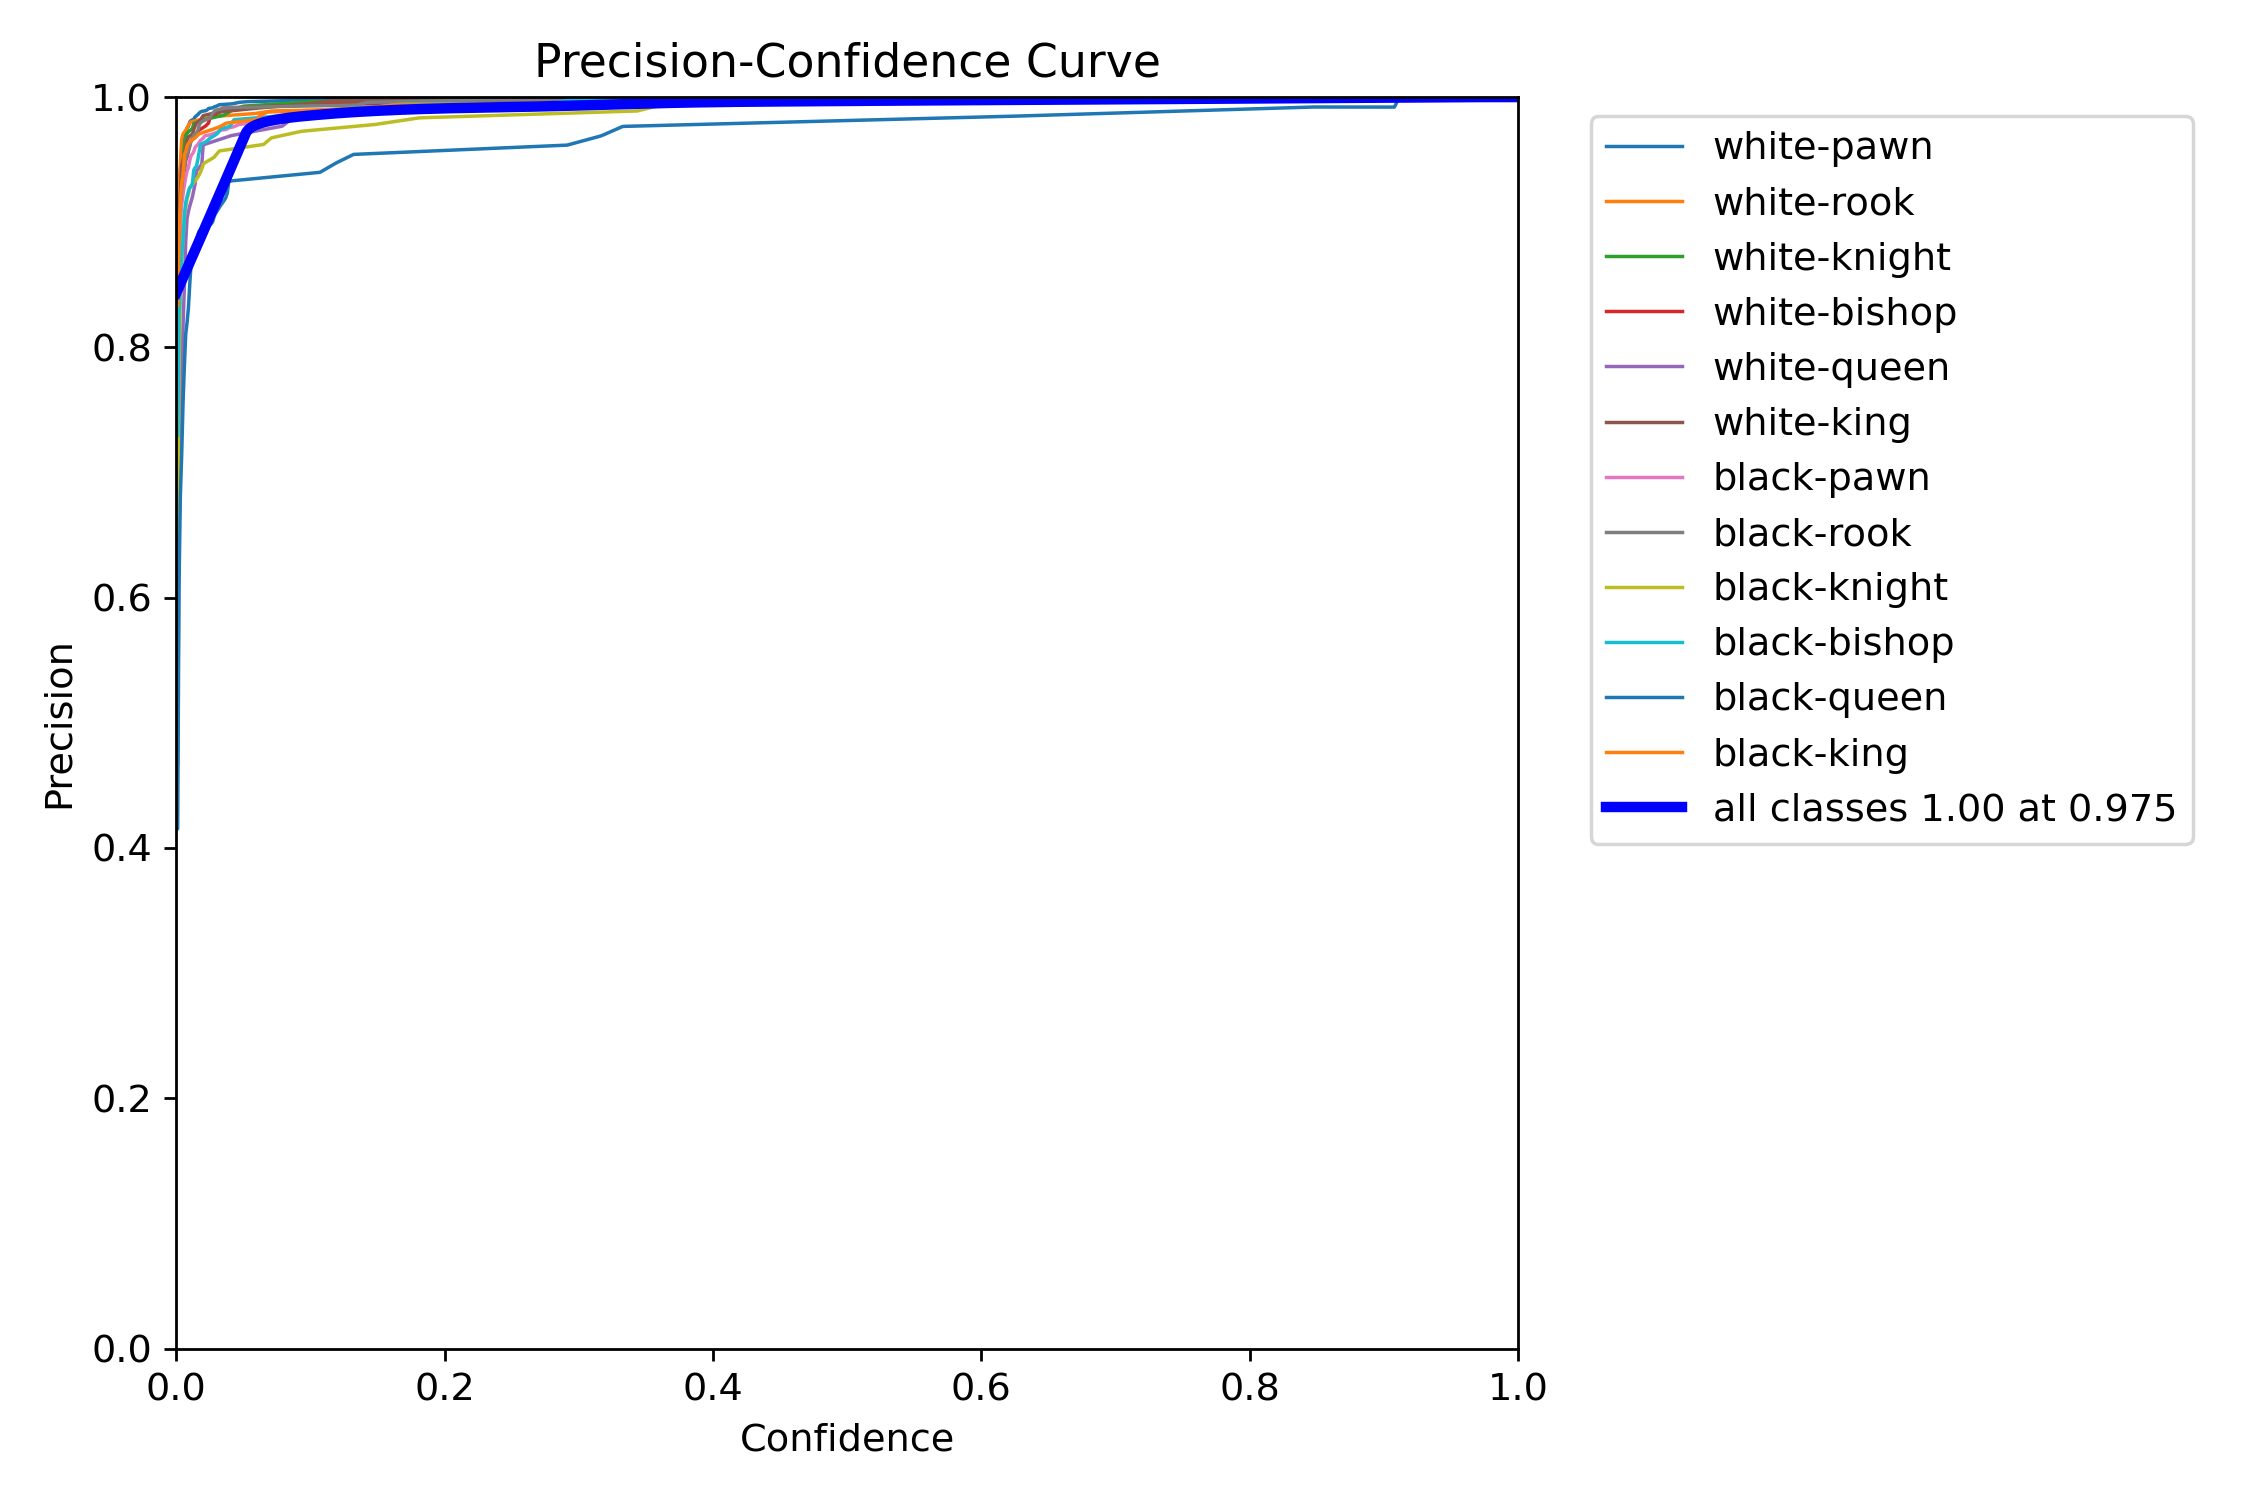 Precision-Confidence Curve
1.0
0.8
0.6
0.4
0.2
0.0
Precision
0.0 0.2 0.4 0.6 0.8 1.0
Confidence
white-pawn
white-rook
white-knight
white-bishop
white-queen
white-king
black-pawn
black-rook
black-knight
black-bishop
black-queen
black-king
all classes 1.00 at 0.975